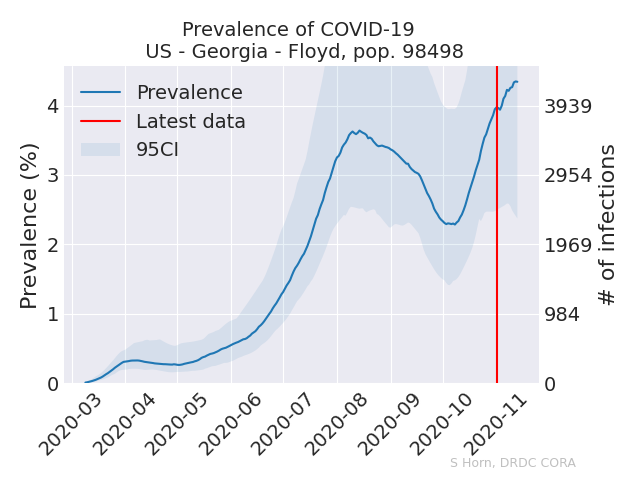 Prevalence of COVID-19
US - Georgia - Floyd, pop. 98498
Prevalence
Latest data
95CI
Prevalence (%)
4
3
2
1
0
3939
2954
1969
984
0
# of infections
2020-03
2020-04
2020-05
2020-06
2020-07
2020-08
2020-09
2020-10
2020-11
S Horn, DRDC CORA